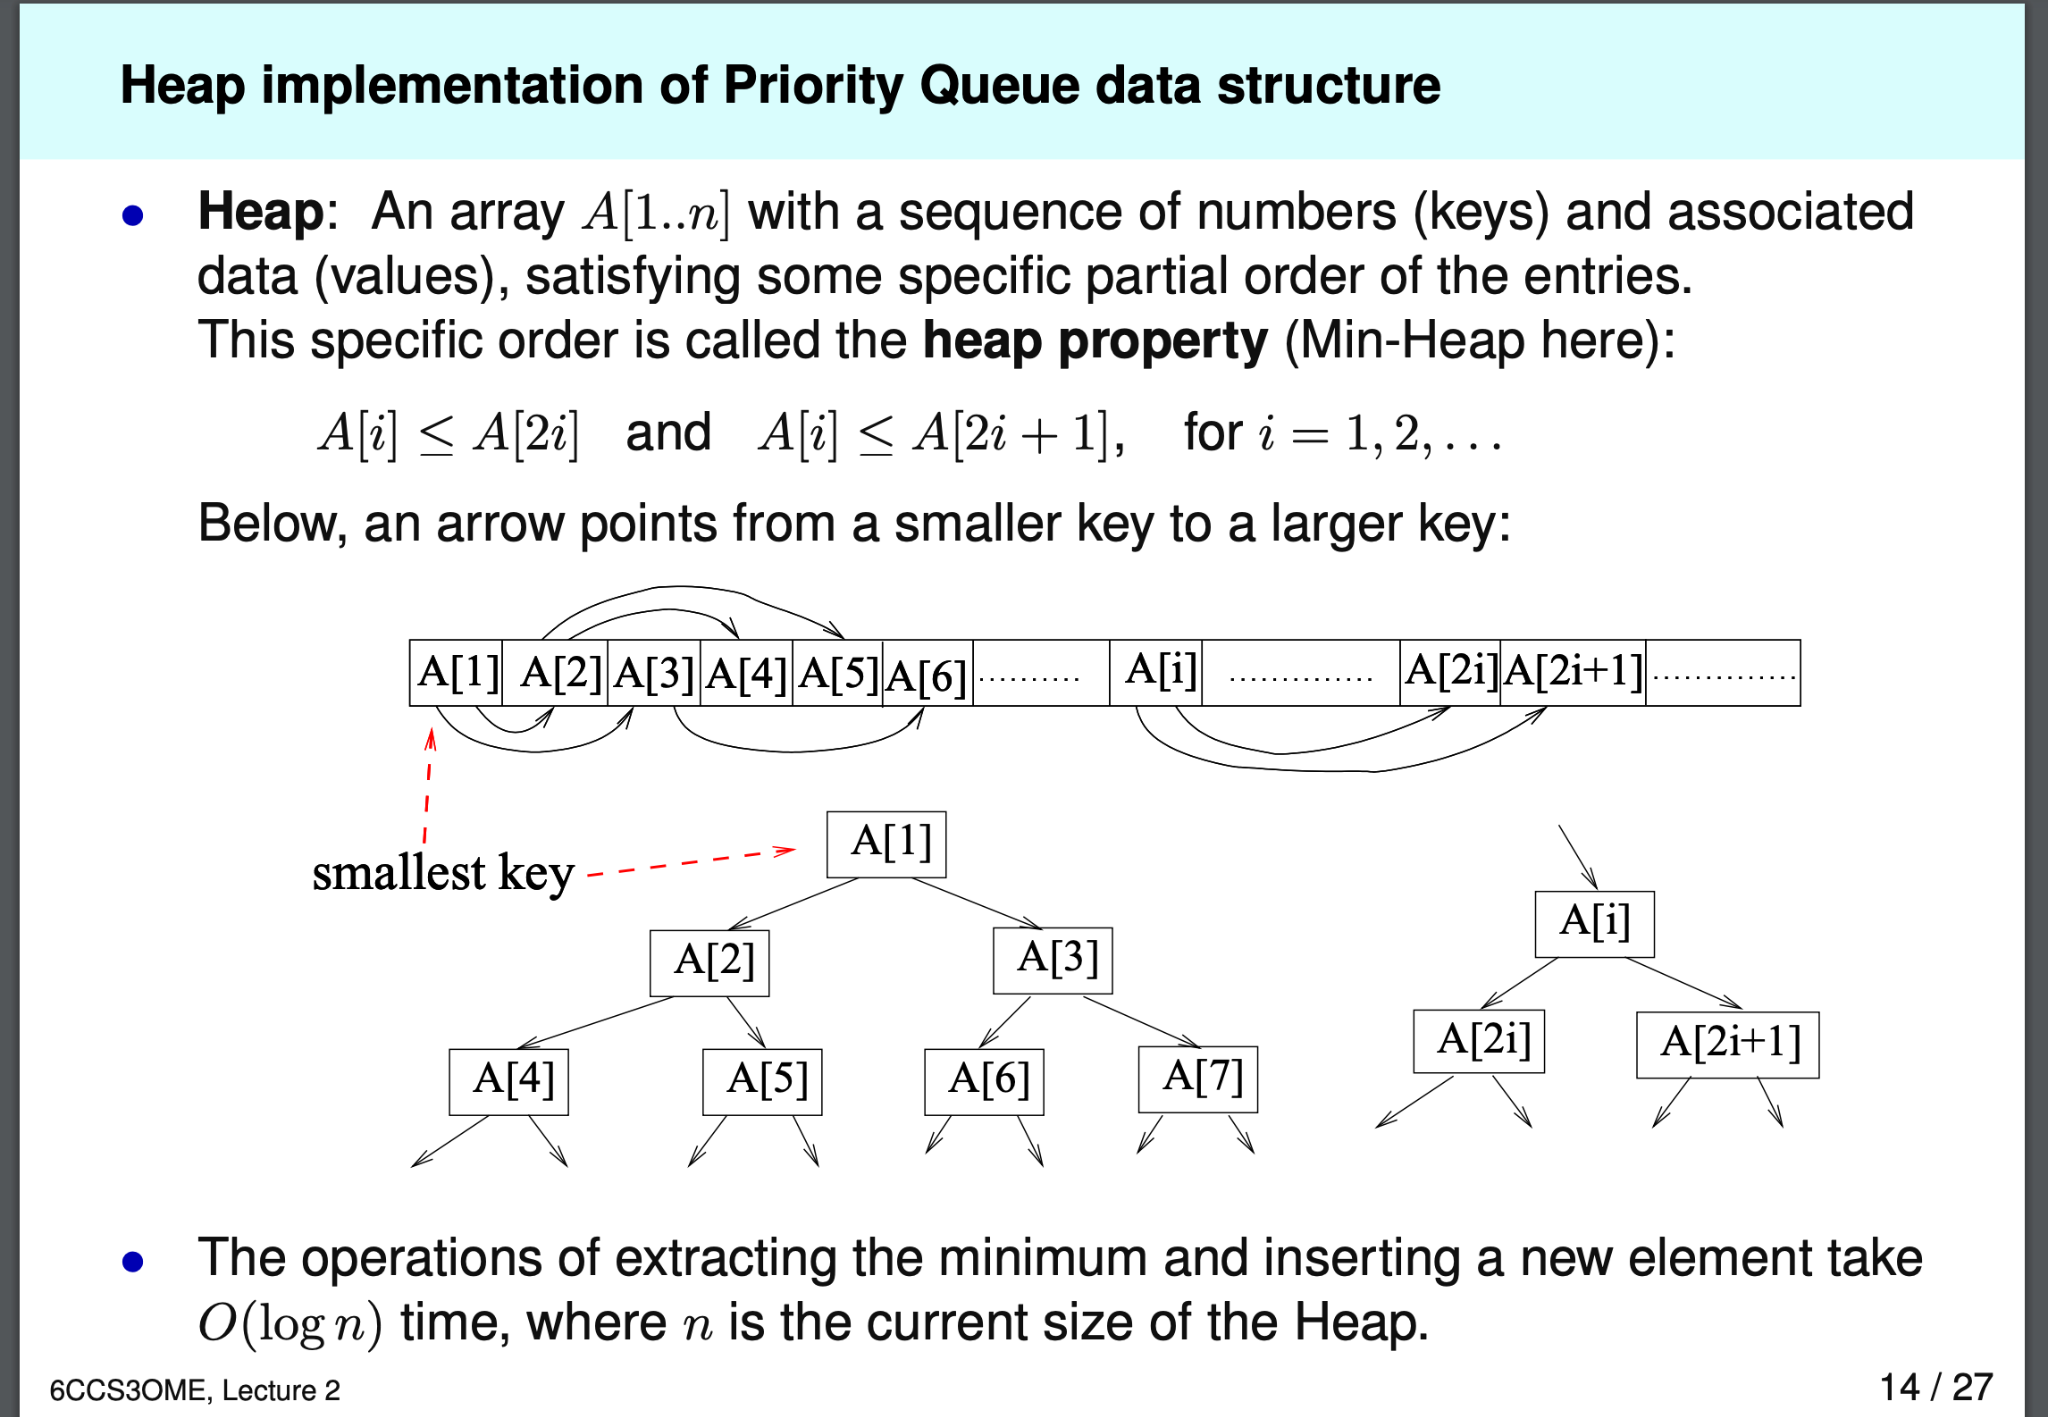 Heap implementation of Priority Queue data structure
• Heap: An array A[1..n] with a sequence of numbers (keys) and associated
data (values), satisfying some specific partial order of the entries.
This specific order is called the heap property (Min-Heap here):
A[i] ≤ A[2i] and A[i] ≤ A[2i + 1], for i = 1, 2, . . .
Below, an arrow points from a smaller key to a larger key:
A[1] A[2] A[3] A[4] A[5] A[6] .......... A[i] .............. A[2i] A[2i+1] ..............
smallest key
A[1]
A[2] A[3]
A[4] A[5] A[6] A[7]
A[i]
A[2i] A[2i+1]
• The operations of extracting the minimum and inserting a new element take
O(log n) time, where n is the current size of the Heap.
6CCS3OME, Lecture 2
14 / 27